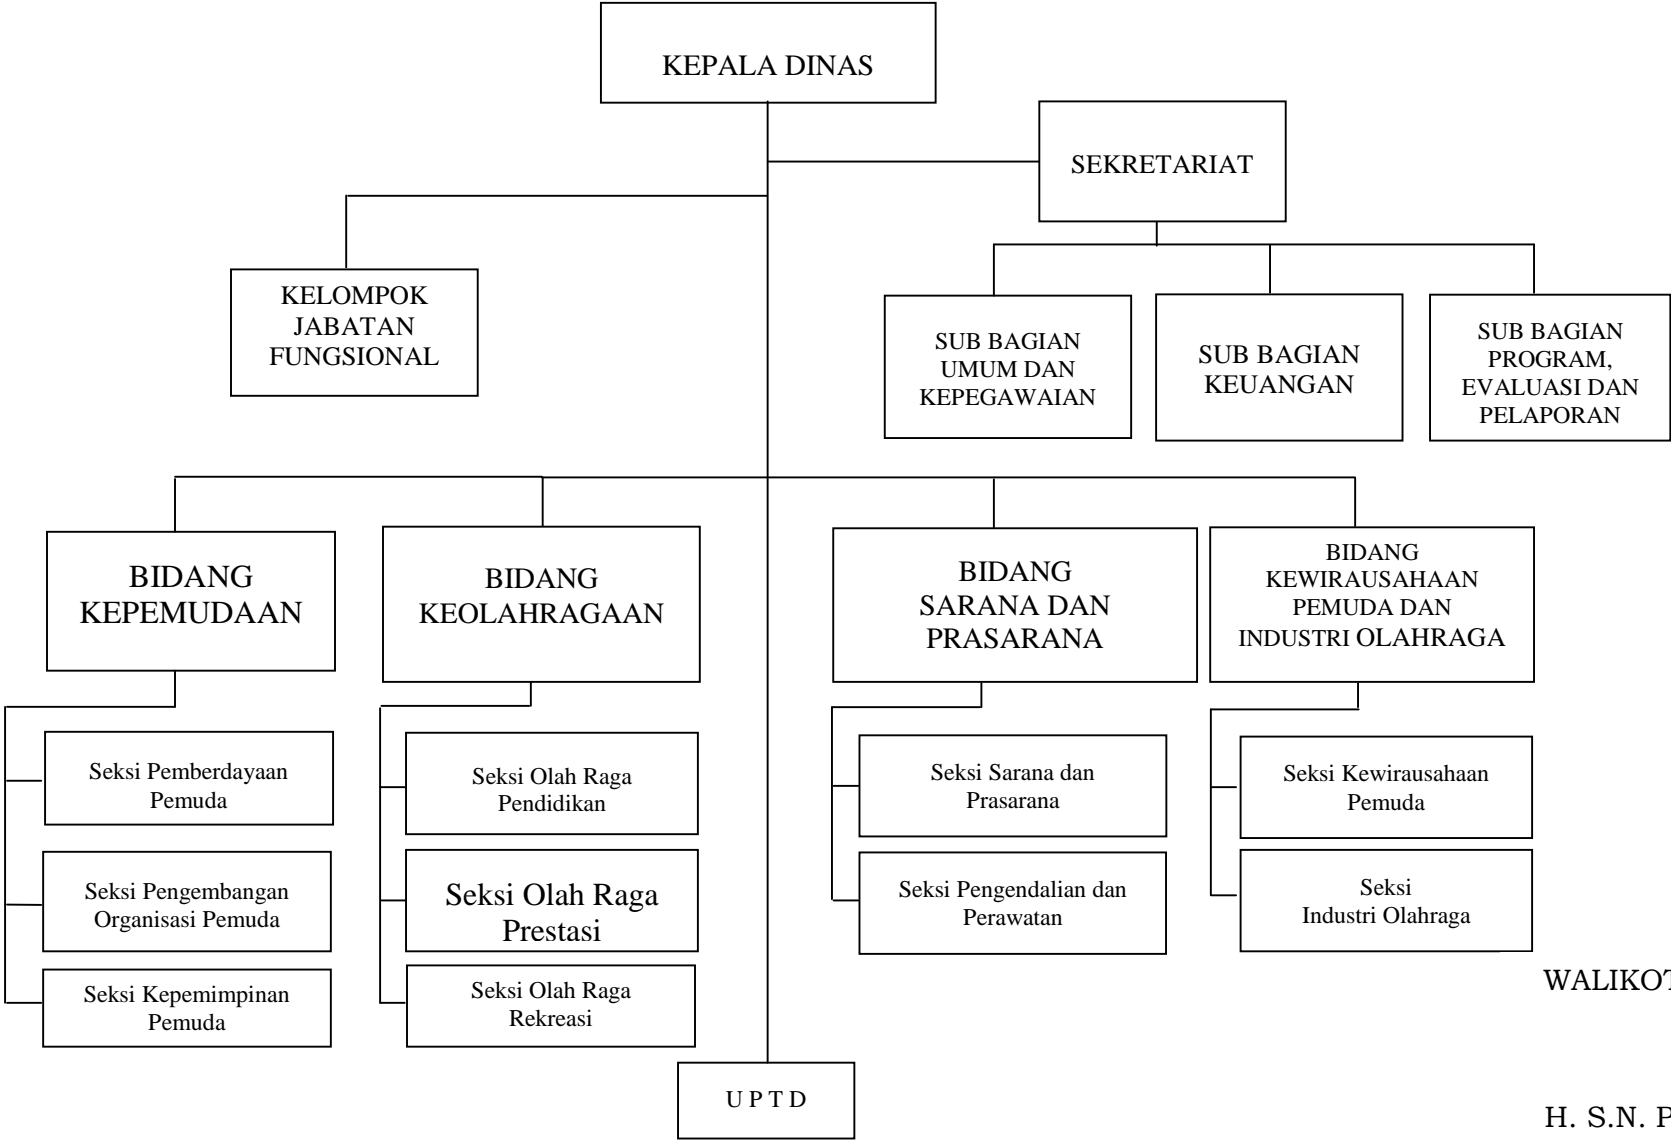 KEPALA DINAS
SEKRETARIAT
KELOMPOK
JABATAN
FUNGSIONAL
SUB BAGIAN
UMUM DAN
KEPEGAWAIAN
SUB BAGIAN
KEUANGAN
SUB BAGIAN
PROGRAM,
EVALUASI DAN
PELAPORAN
BIDANG
KEPEMUDAAN
BIDANG
KEOLAHRAGAAN
BIDANG
SARANA DAN
PRASARANA
BIDANG
KEWIRAUSAHAAN
PEMUDA DAN
INDUSTRI OLAHRAGA
Seksi Pemberdayaan
Pemuda
Seksi Pengembangan
Organisasi Pemuda
Seksi Kepemimpinan
Pemuda
Seksi Olah Raga
Pendidikan
Seksi Olah Raga
Prestasi
Seksi Olah Raga
Rekreasi
Seksi Sarana dan
Prasarana
Seksi Pengendalian dan
Perawatan
Seksi Kewirausahaan
Pemuda
Seksi
Industri Olahraga
U P T D
H. S.N.